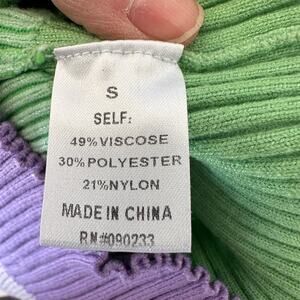 S
SELF:
49%VISCOSE
30%POLYESTER
21%NYLON
MADE IN CHINA
RN#090233